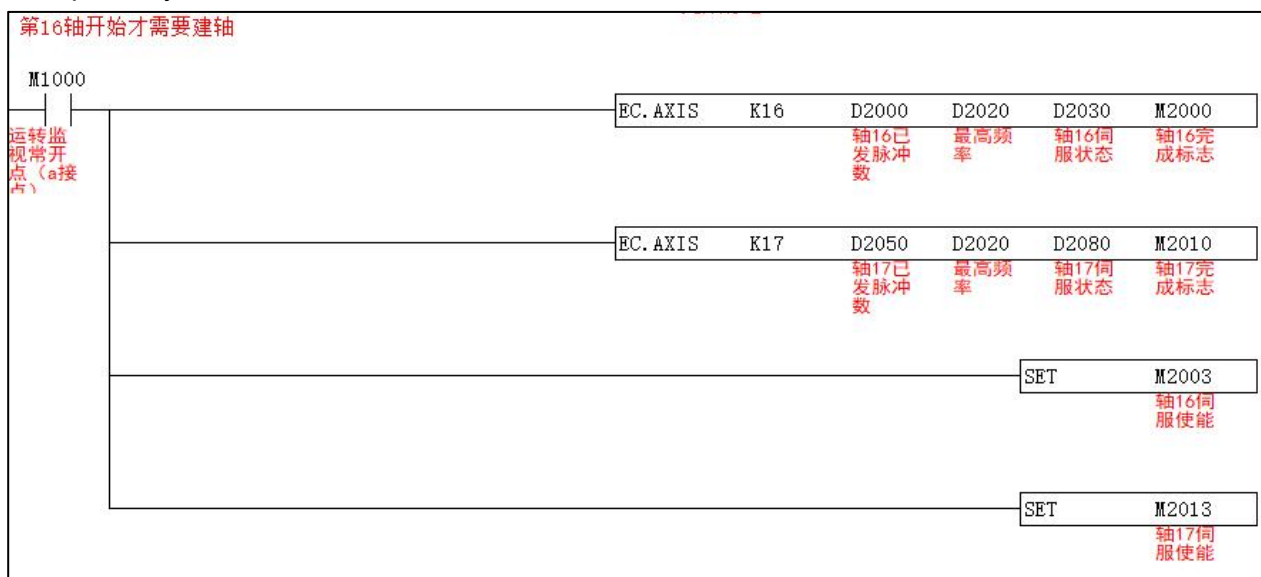 第16轴开始才需要建轴
M1000
EC.AXIS K16 D2000 D2020 D2030 M2000
运转监
视常开
点（a接
点）
轴16已
发脉冲
数
最高频
率
轴16伺
服状态
轴16完
成标志
EC.AXIS K17 D2050 D2020 D2080 M2010
轴17已
发脉冲
数
最高频
率
轴17伺
服状态
轴17完
成标志
SET M2003
轴16伺
服使能
SET M2013
轴17伺
服使能